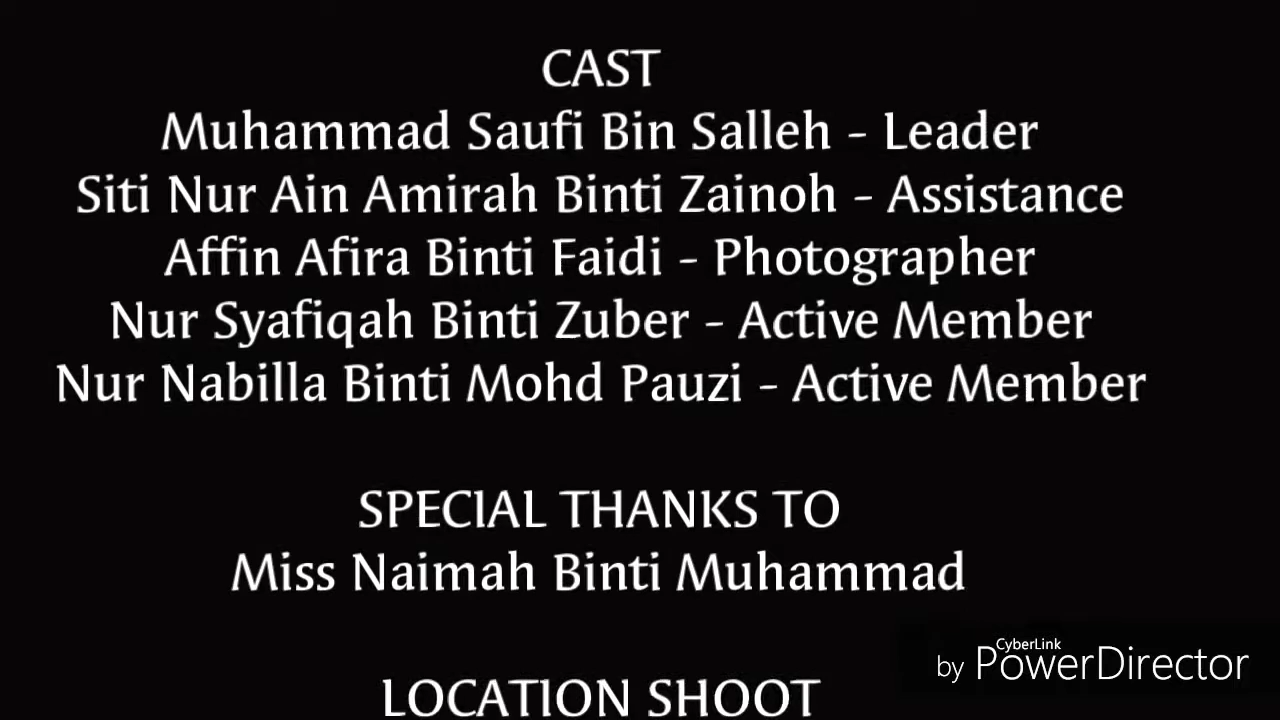 CAST
Muhammad Saufi Bin Salleh - Leader
Siti Nur Ain Amirah Binti Zainoh - Assistance
Affin Afira Binti Faidi - Photographer
Nur Syafiqah Binti Zuber - Active Member
Nur Nabilla Binti Mohd Pauzi - Active Member
SPECIAL THANKS TO
Miss Naimah Binti Muhammad
LOCATION SHOOT
by CyberLink PowerDirector